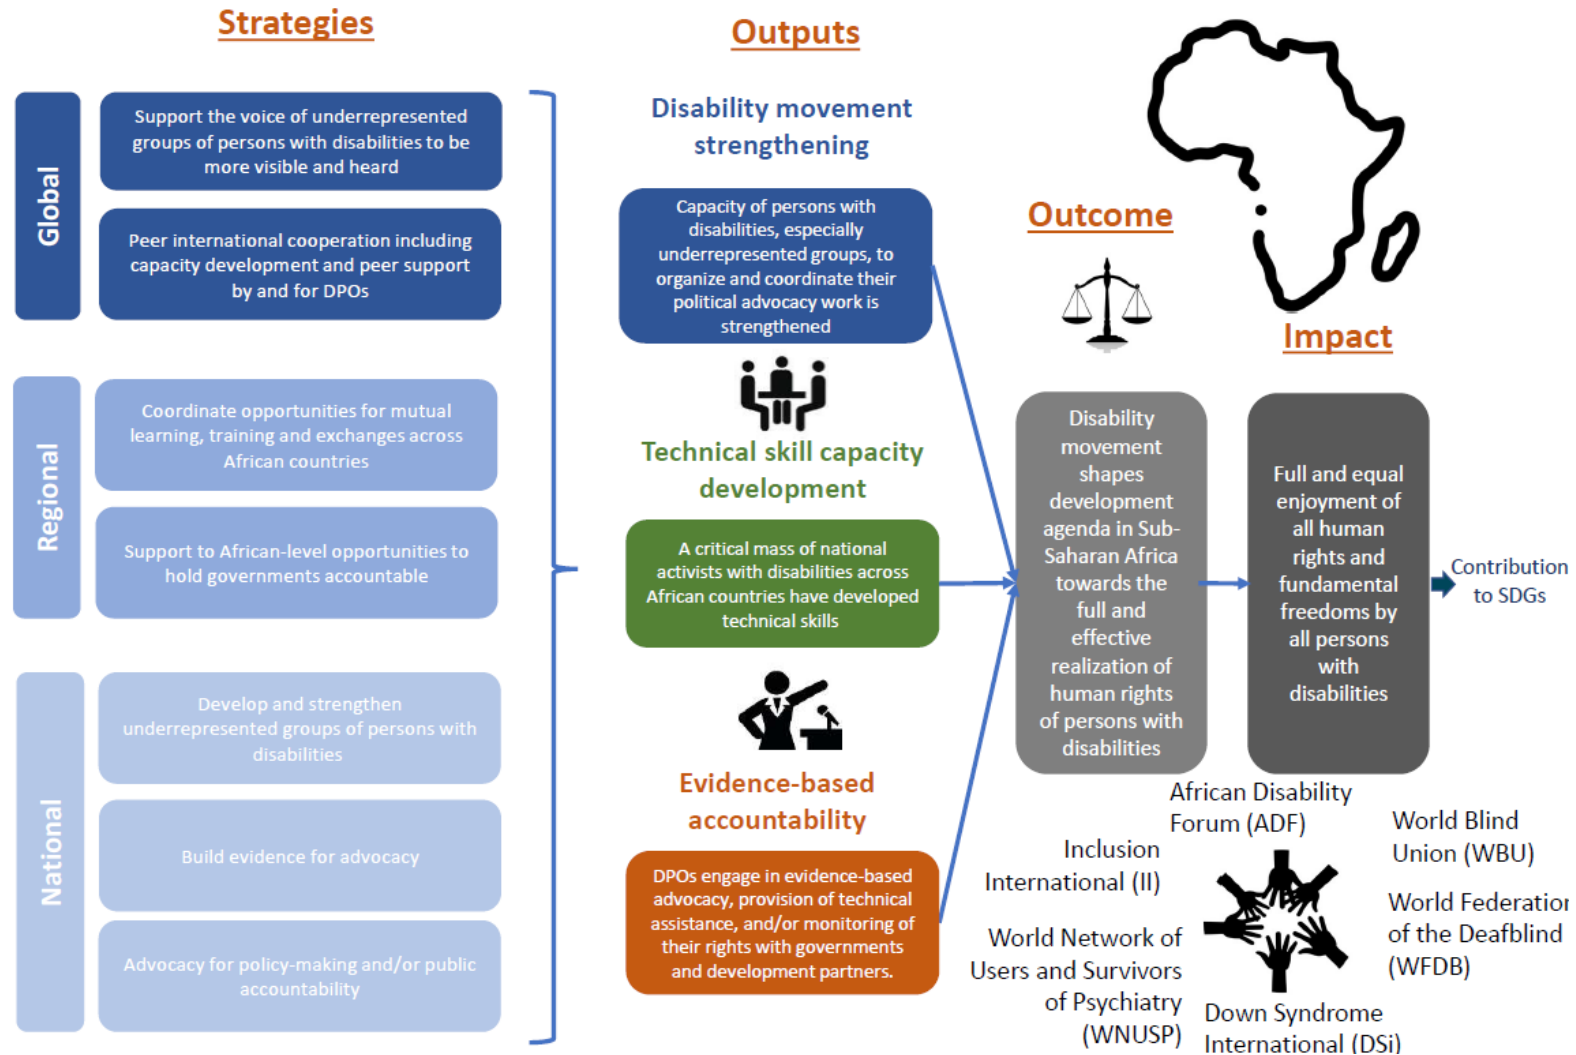 Strategies
Global
Support the voice of underrepresented
groups of persons with disabilities to be
more visible and heard
Peer international cooperation including
capacity development and peer support
by and for DPOs
Regional
Coordinate opportunities for mutual
learning, training and exchanges across
African countries
Support to African-level opportunities to
hold governments accountable
National
Develop and strengthen
underrepresented groups of persons with
disabilities
Build evidence for advocacy
Advocacy for policy-making and/or public
accountability
Outputs
Disability movement
strengthening
Capacity of persons with
disabilities, especially
underrepresented groups, to
organize and coordinate their
political advocacy work is
strengthened
Technical skill capacity
development
A critical mass of national
activists with disabilities across
African countries have developed
technical skills
Evidence-based
accountability
DPOs engage in evidence-based
advocacy, provision of technical
assistance, and/or monitoring of
their rights with governments
and development partners.
Outcome
Disability
movement
shapes
development
agenda in Sub-
Saharan Africa
towards the
full and
effective
realization of
human rights
of persons with
disabilities
Impact
Full and equal
enjoyment of
all human
rights and
fundamental
freedoms by
all persons
with
disabilities
Contribution
to SDGs
African Disability
Forum (ADF)
World Blind
Union (WBU)
Inclusion
International (II)
World Federation
of the Deafblind
(WFDB)
World Network of
Users and Survivors
of Psychiatry
(WNUSP)
Down Syndrome
International (DSi)